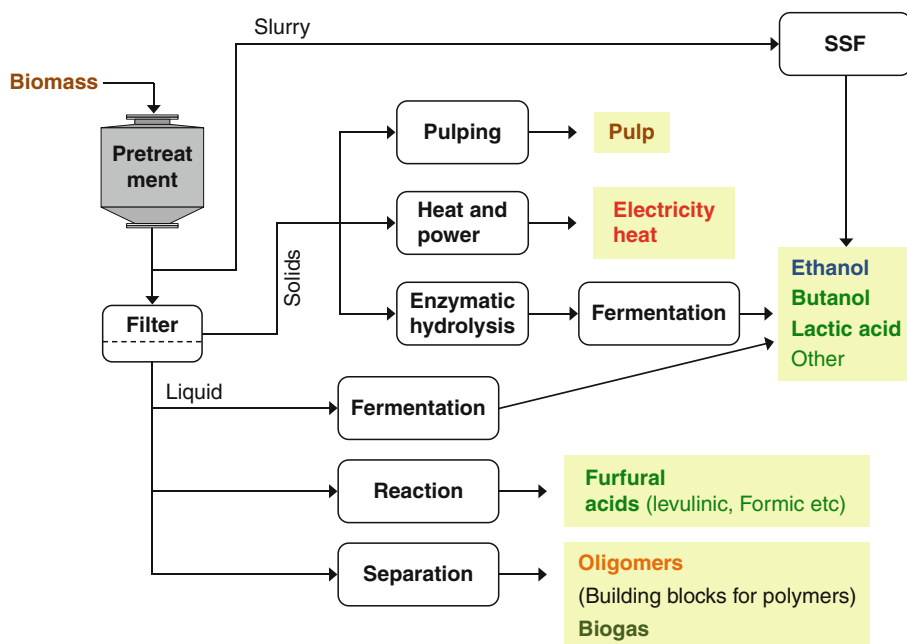 Slurry
SSF
Biomass
Pretreat
ment
Pulping
Pulp
Heat and
power
Electricity
heat
Solids
Enzymatic
hydrolysis
Fermentation
Ethanol
Butanol
Lactic acid
Other
Filter
Liquid
Fermentation
Reaction
Furfural
acids (levulinic, Formic etc)
Separation
Oligomers
(Building blocks for polymers)
Biogas